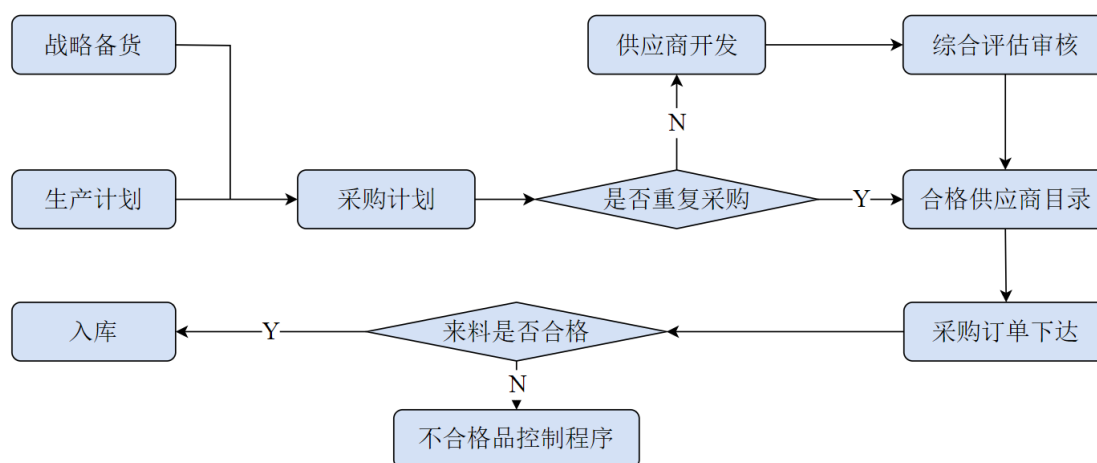 战略备货
供应商开发
综合评估审核
N
生产计划
采购计划
是否重复采购
Y
合格供应商目录
入库
Y
来料是否合格
采购订单下达
N
不合格品控制程序